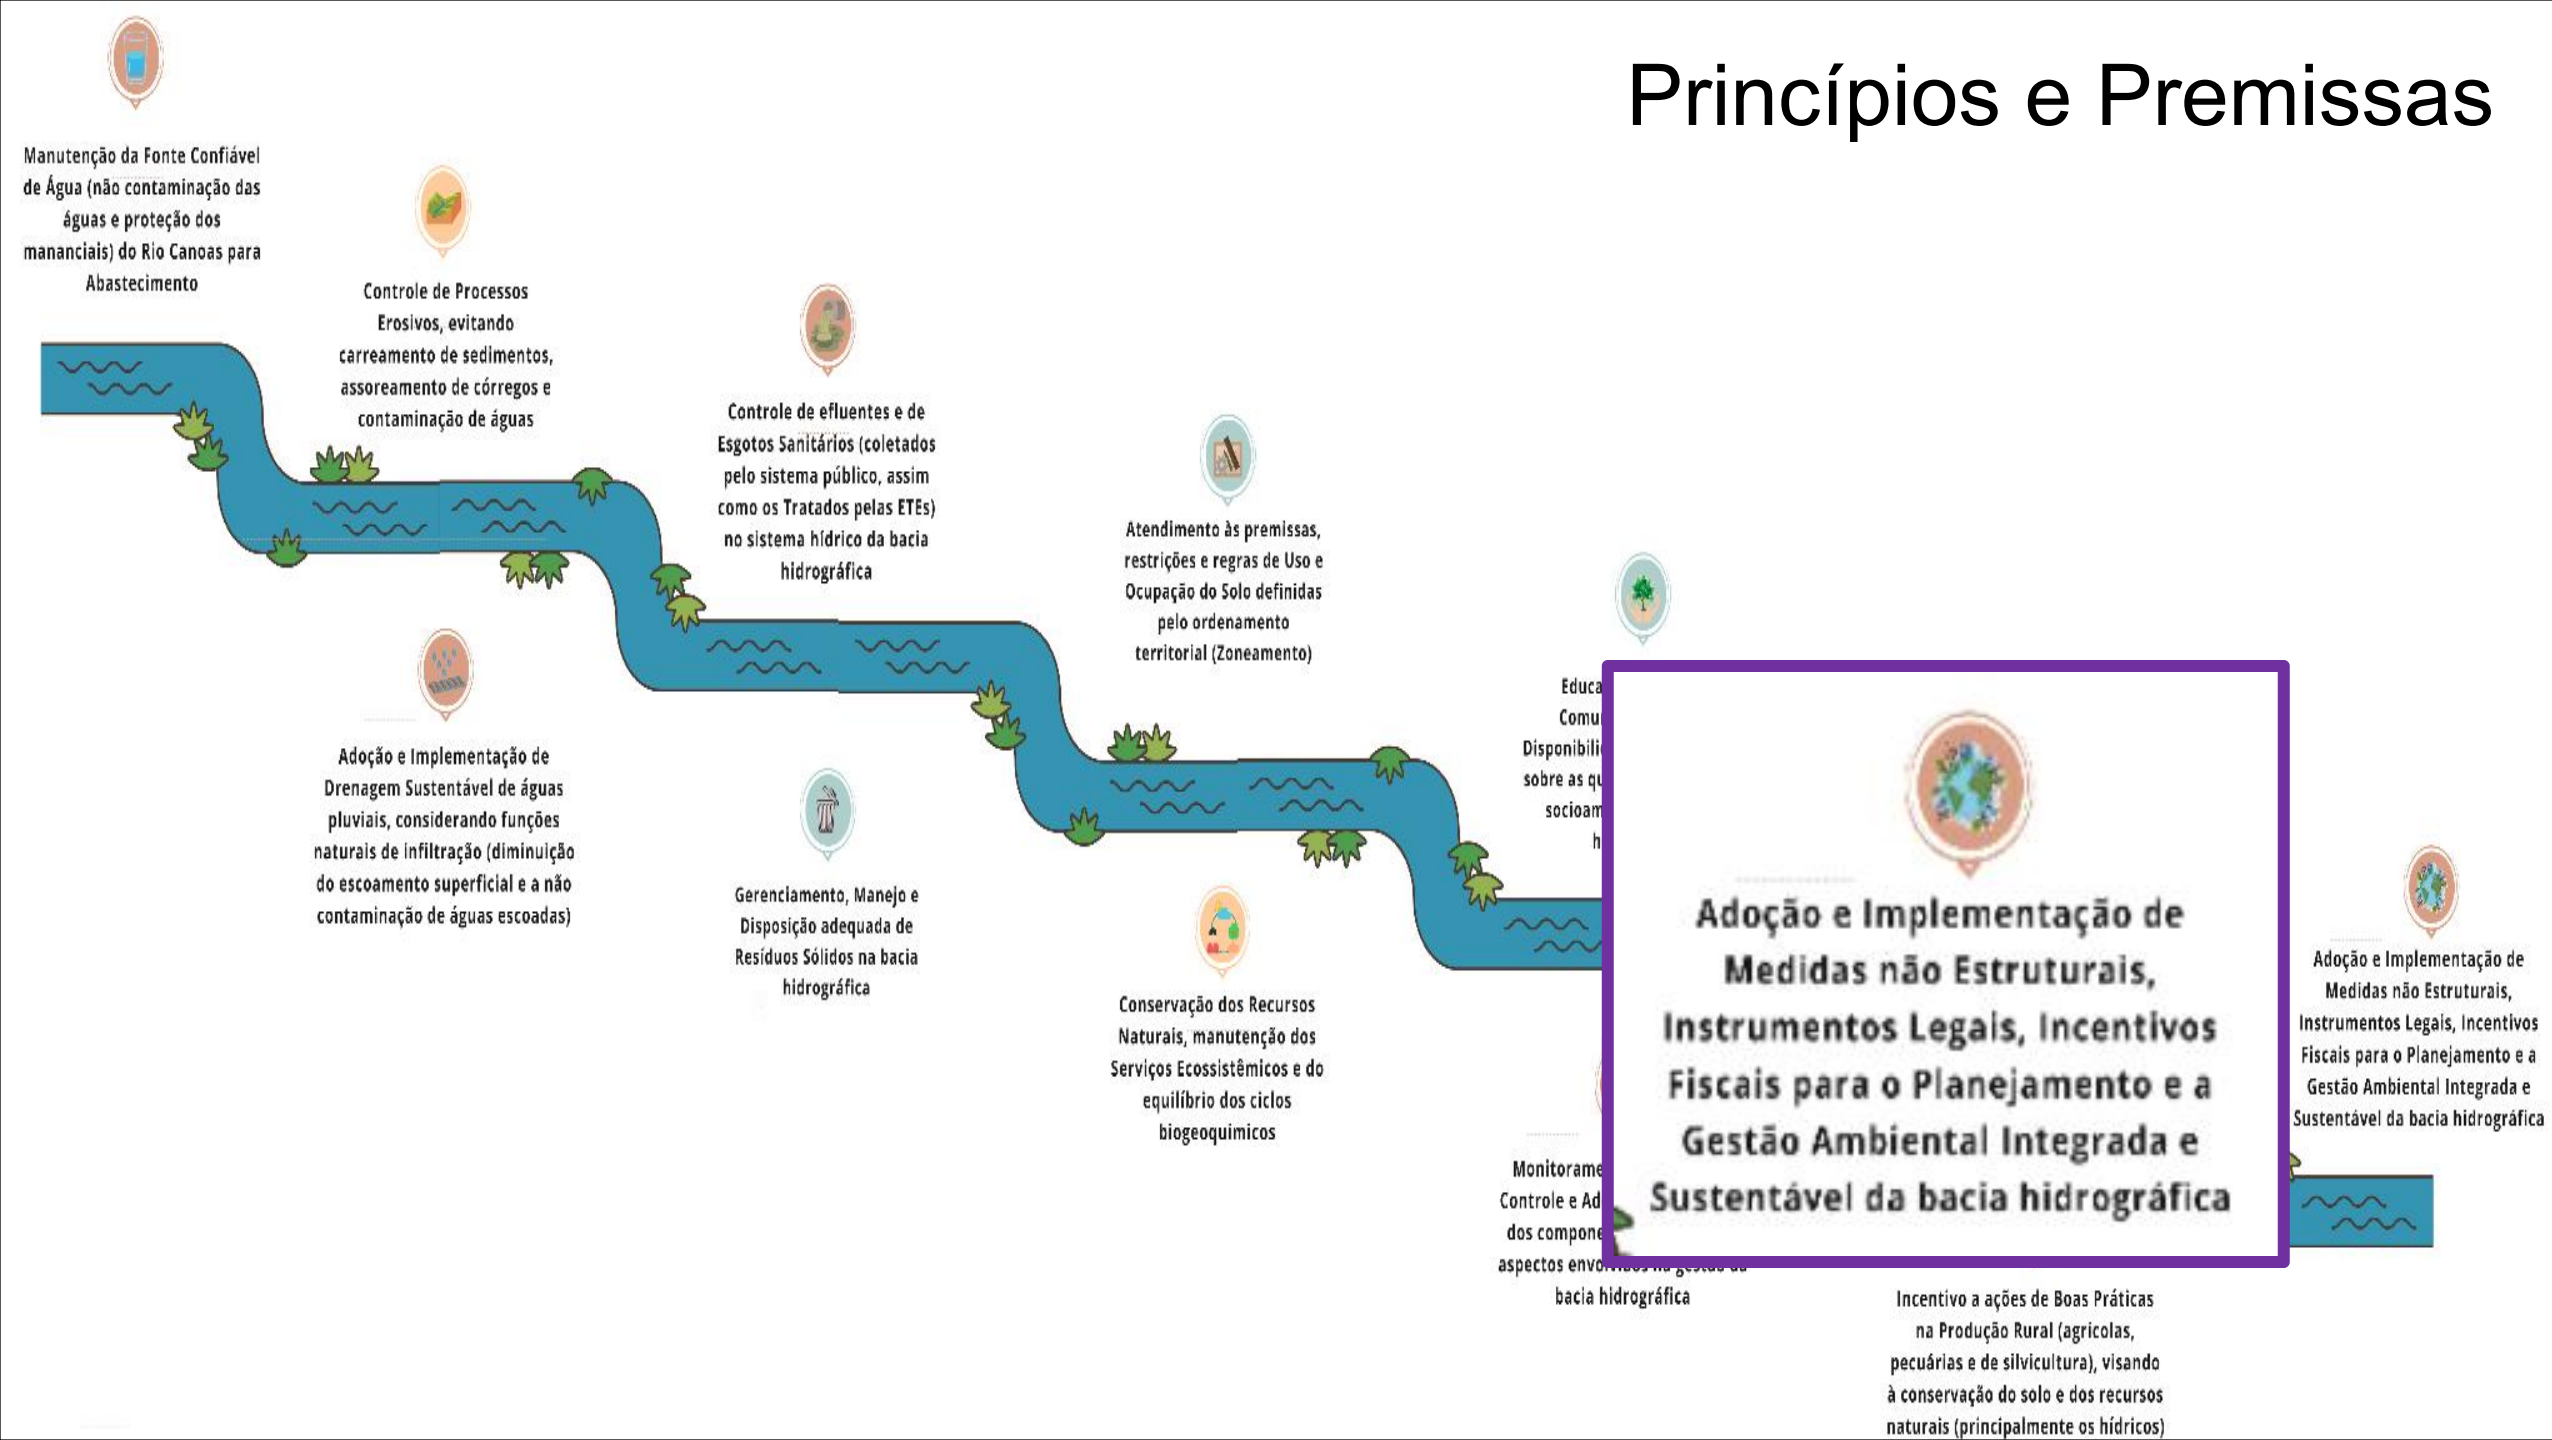 Princípios e Premissas
Manutenção da Fonte Confiável
de Água (não contaminação das
águas e proteção dos
mananciais) do Rio Canoas para
Abastecimento
Controle de Processos
Erosivos, evitando
carreamento de sedimentos,
assoreamento de córregos e
contaminação de águas
Controle de efluentes e de
Esgotos Sanitários (coletados
pelo sistema público, assim
como os Tratados pelas ETEs)
no sistema hídrico da bacia
hidrográfica
Atendimento às premissas,
restrições e regras de Uso e
Ocupação do Solo definidas
pelo ordenamento
territorial (Zoneamento)
Adoção e Implementação de
Drenagem Sustentável de águas
pluviais, considerando funções
naturais de infiltração (diminuição
do escoamento superficial e a não
contaminação de águas escoadas)
Gerenciamento, Manejo e
Disposição adequada de
Resíduos Sólidos na bacia
hidrográfica
Conservação dos Recursos
Naturais, manutenção dos
Serviços Ecossistêmicos e do
equilíbrio dos ciclos
biogeoquimicos
sobre as
Controle e
dos
aspectos
bacia hidrográfica
Adoção e Implementação de
Medidas não Estruturais,
Instrumentos Legais, Incentivos
Fiscais para o Planejamento e a
Gestão Ambiental Integrada e
Sustentável da bacia hidrográfica
Adoção e Implementação de
Medidas não Estruturais,
Instrumentos Legais, Incentivos
Fiscais para o Planejamento e a
Gestão Ambiental Integrada e
Sustentável da bacia hidrográfica
Incentivo a ações de Boas Práticas
na Produção Rural (agrícolas,
pecuárias e de silvicultura), visando
à conservação do solo e dos recursos
naturais (principalmente os hídricos)